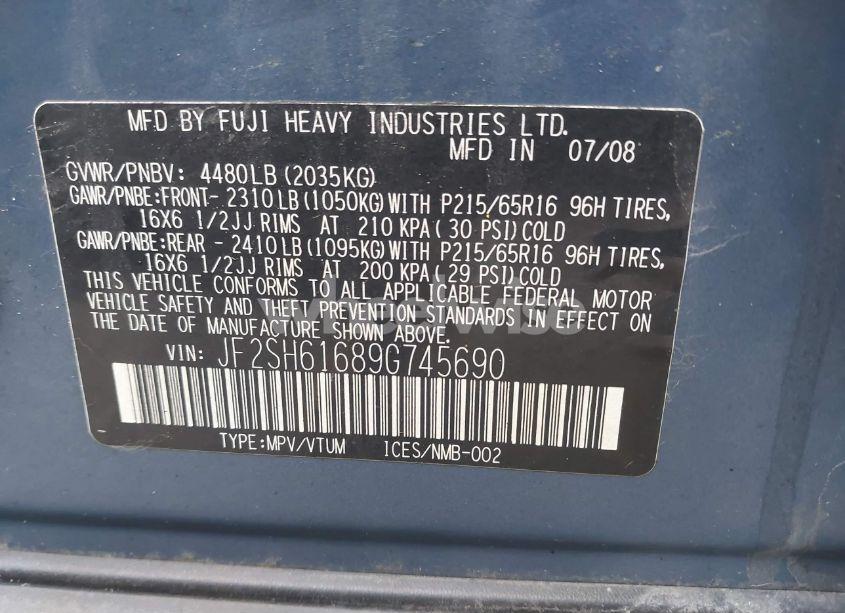 MFD BY FUJI HEAVY INDUSTRIES LTD.
MFD IN 07/08
GVWR/PNBV: 4480LB (2035KG)
GAWR/PNBE:FRONT- 2310LB (1050KG) WITH P215/65R16 96H TIRES,
16X6 1/2JJ RIMS AT 210 KPA( 30 PSI) COLD
GAWR/PNBE:REAR - 2410LB (1095KG) WITH P215/65R16 96H TIRES,
16X6 1/2JJ RIMS AT 200 KPA( 29 PSI) COLD
THIS VEHICLE CONFORMS TO ALL APPLICABLE FEDERAL MOTOR
VEHICLE SAFETY AND THEFT PREVENTION STANDARDS IN EFFECT ON
THE DATE OF MANUFACTURE SHOWN ABOVE.
VIN: JF2SH61689G745690
TYPE:MPV/VTUM ICES/NMB-002